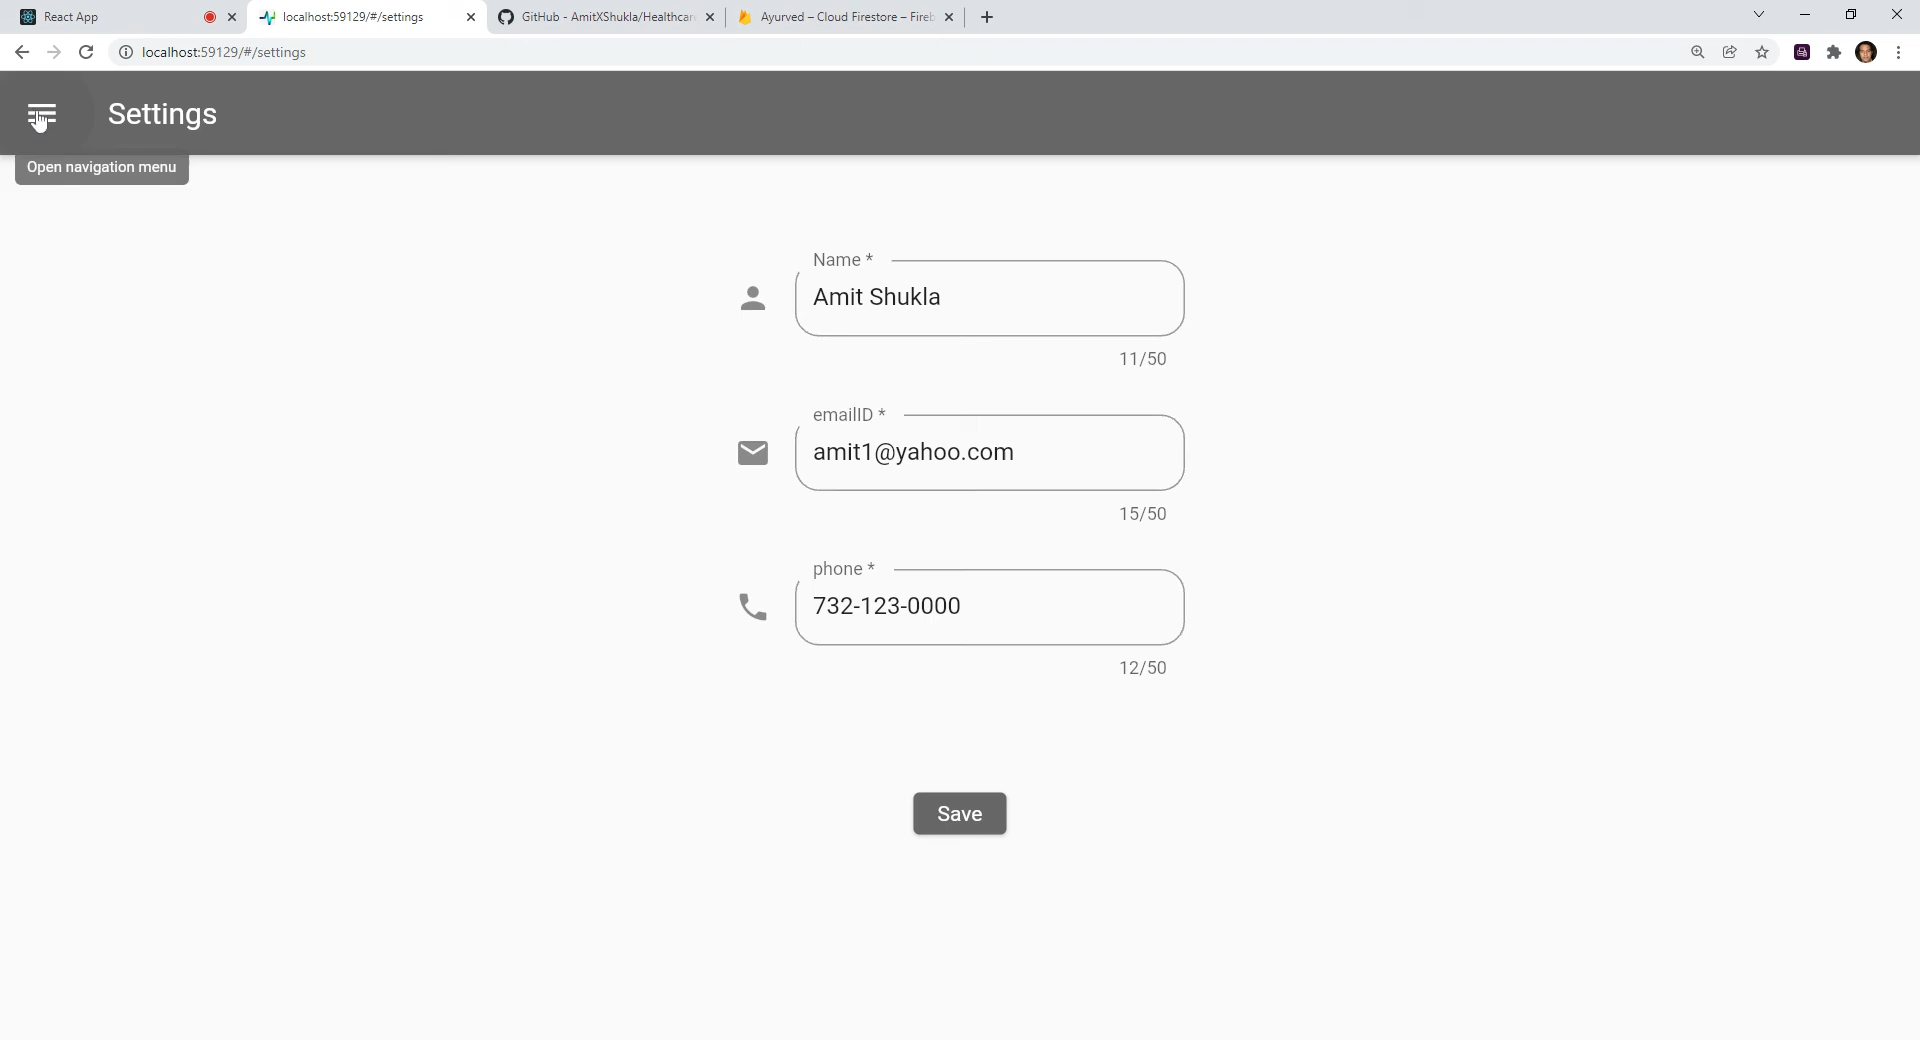 React App
localhost:59129/#/settings
GitHub - AmitXShukla/Healthcar
Ayurved – Cloud Firestore – Fireb
localhost:59129/#/settings
Settings
Open navigation menu
Name *
Amit Shukla
11/50
emailID *
amit1@yahoo.com
15/50
phone *
732-123-0000
12/50
Save